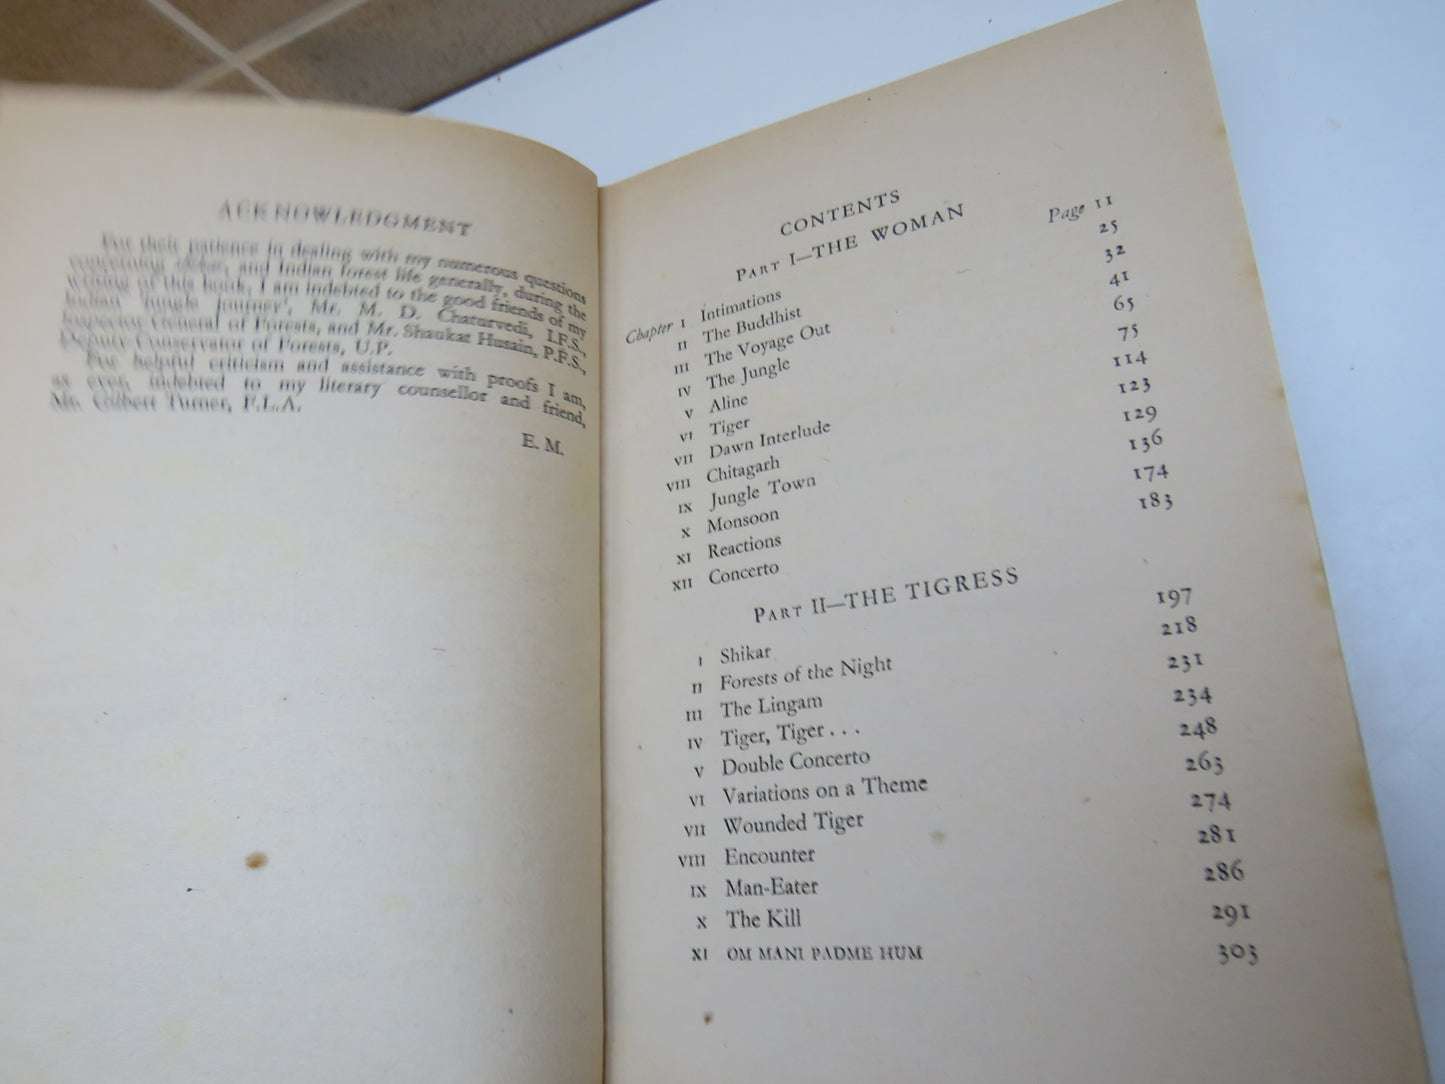 ACKNOWLEDGMENT
For their patience in dealing with my numerous questions
concerning shikar, and Indian forest life generally, during the
writing of this book, I am indebted to the good friends of my
Indian 'jungle journey', Mr. M. D. Chaturvedi, I.F.S.,
Inspector-General of Forests, and Mr. Shaukat Husain, P.F.S.,
Deputy-Conservator of Forests, U.P.
For helpful criticism and assistance with proofs I am,
as ever, indebted to my literary counsellor and friend,
Mr. Gilbert Turner, F.L.A.
E. M.
CONTENTS
PART I—THE WOMAN
Chapter I Intimations Page 11
II The Buddhist 25
III The Voyage Out 32
IV The Jungle 41
V Aline 65
VI Tiger 75
VII Dawn Interlude 114
VIII Chitagarh 123
IX Jungle Town 129
X Monsoon 136
XI Reactions 174
XII Concerto 183
PART II—THE TIGRESS
I Shikar 197
II Forests of the Night 218
III The Lingam 231
IV Tiger, Tiger . . . 234
V Double Concerto 248
VI Variations on a Theme 263
VII Wounded Tiger 274
VIII Encounter 281
IX Man-Eater 286
X The Kill 291
XI OM MANI PADME HUM 303